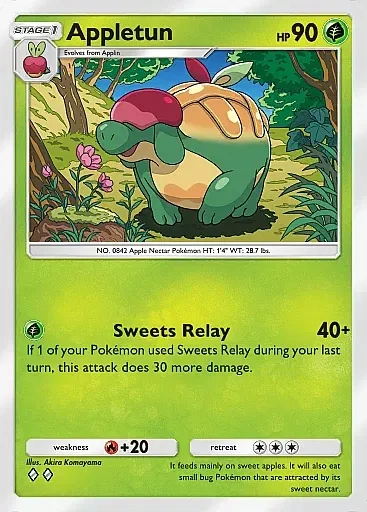 STAGE 1
Appletun
HP 90
Evolves from Applin
NO. 0842 Apple Nectar Pokémon HT: 1'4" WT: 28.7 lbs.
Sweets Relay 40+
If 1 of your Pokémon used Sweets Relay during your last
turn, this attack does 30 more damage.
weakness +20 retreat
Illus. Akira Komayama
It feeds mainly on sweet apples. It will also eat
small bug Pokémon that are attracted by its
sweet nectar.